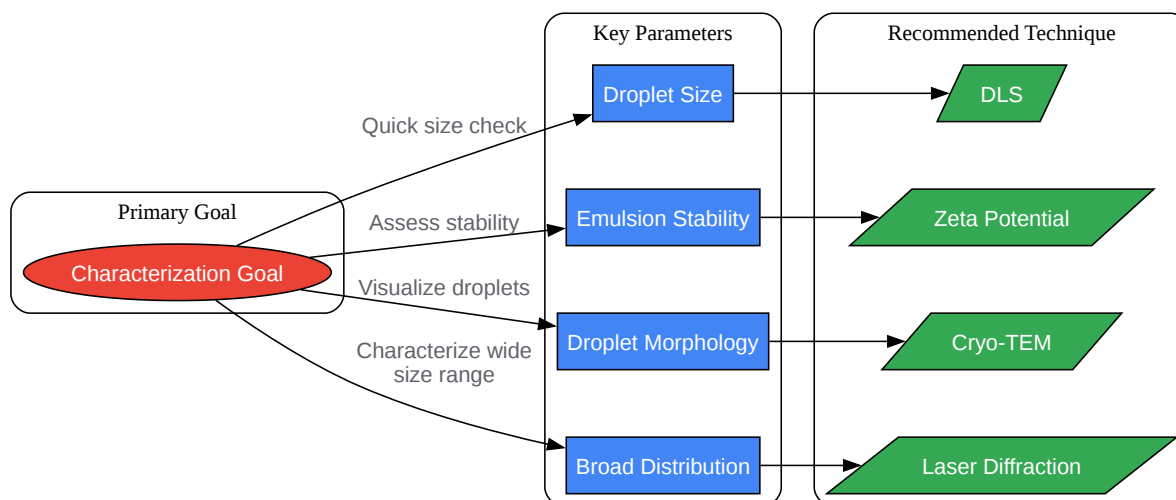 Key Parameters
Recommended Technique
Droplet Size
DLS
Quick size check
Primary Goal
Assess stability
Emulsion Stability
Zeta Potential
Characterization Goal
Visualize droplets
Droplet Morphology
Cryo-TEM
Characterize wide
size range
Broad Distribution
Laser Diffraction